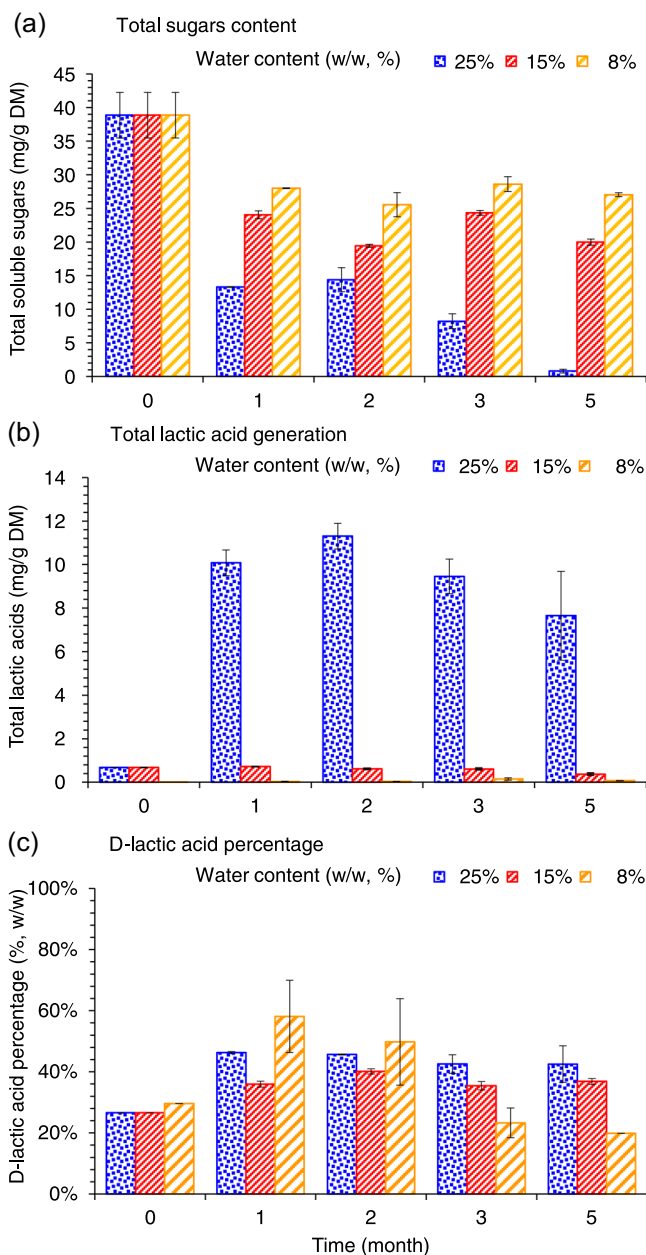 (a) Total sugars content
Water content (w/w, %) 25% 15% 8%
Total soluble sugars (mg/g DM)
45
40
35
30
25
20
15
10
5
0
0 1 2 3 5
(b) Total lactic acid generation
Water content (w/w, %) 25% 15% 8%
Total lactic acids (mg/g DM)
14
12
10
8
6
4
2
0
0 1 2 3 5
(c) D-lactic acid percentage
Water content (w/w, %) 25% 15% 8%
D-lactic acid percentage (%, w/w)
100%
80%
60%
40%
20%
0%
0 1 2 3 5
Time (month)